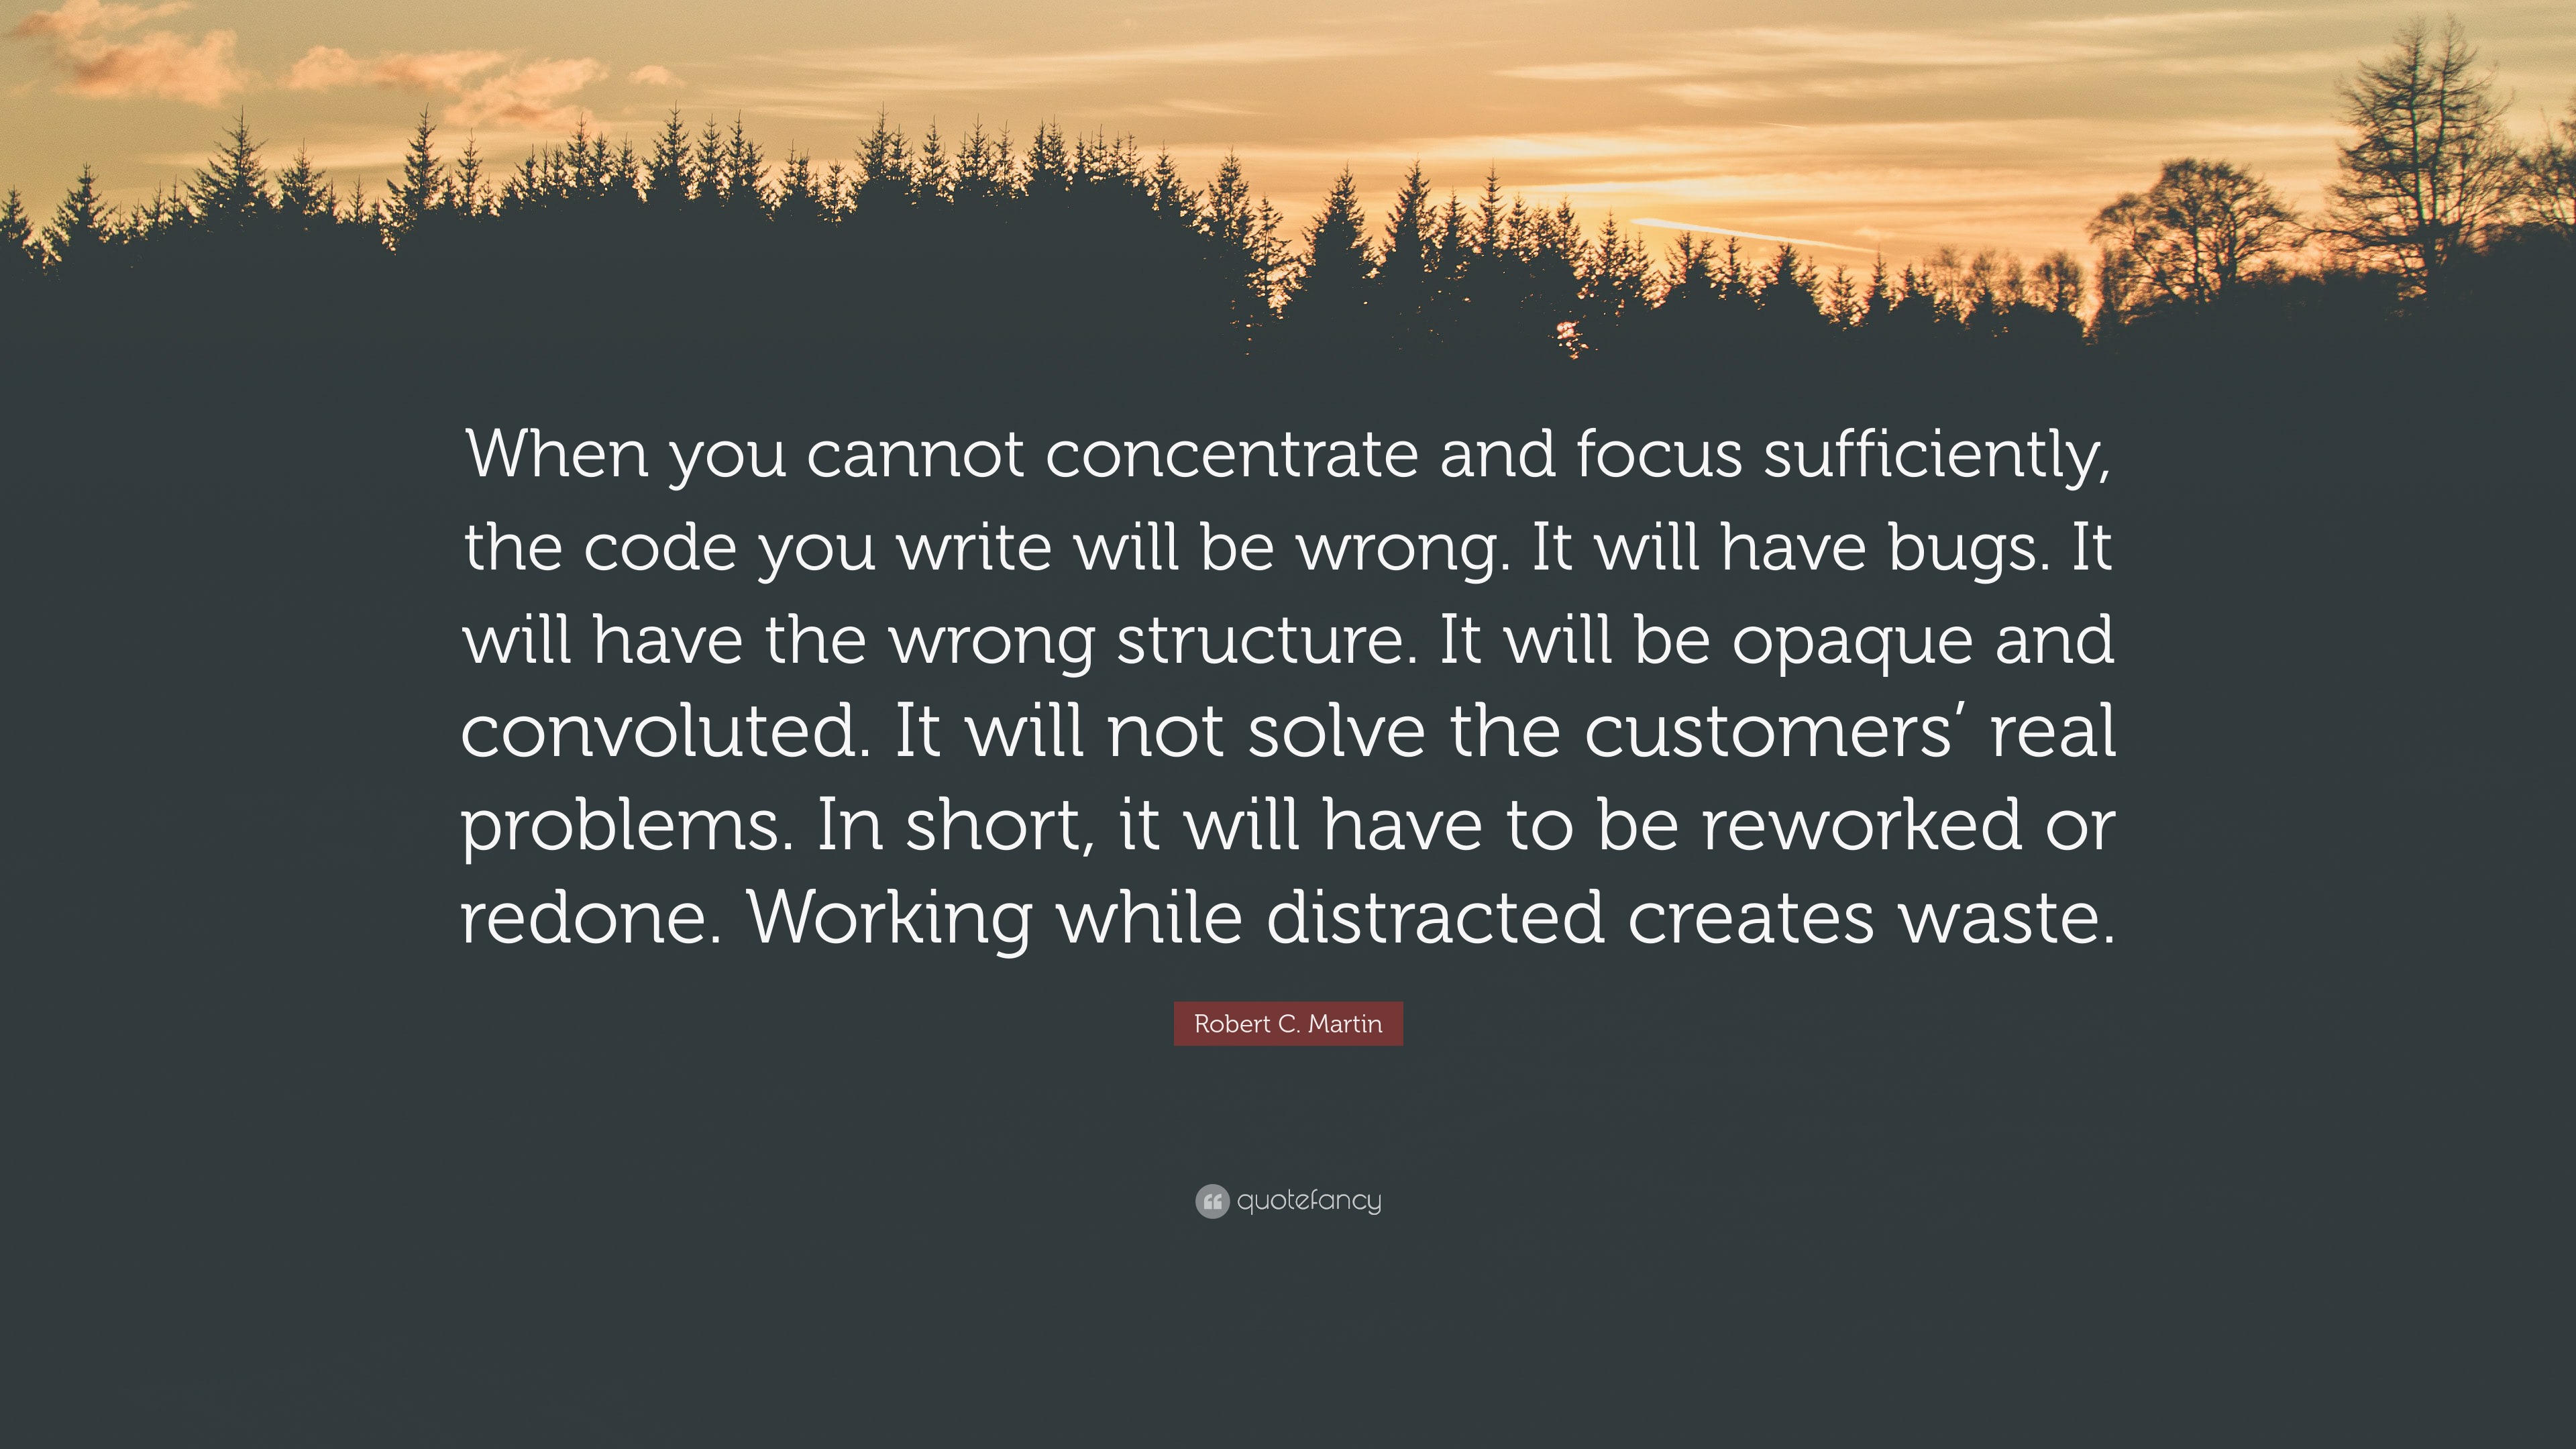 When you cannot concentrate and focus sufficiently,
the code you write will be wrong. It will have bugs. It
will have the wrong structure. It will be opaque and
convoluted. It will not solve the customers’ real
problems. In short, it will have to be reworked or
redone. Working while distracted creates waste.
Robert C. Martin
quotefancy